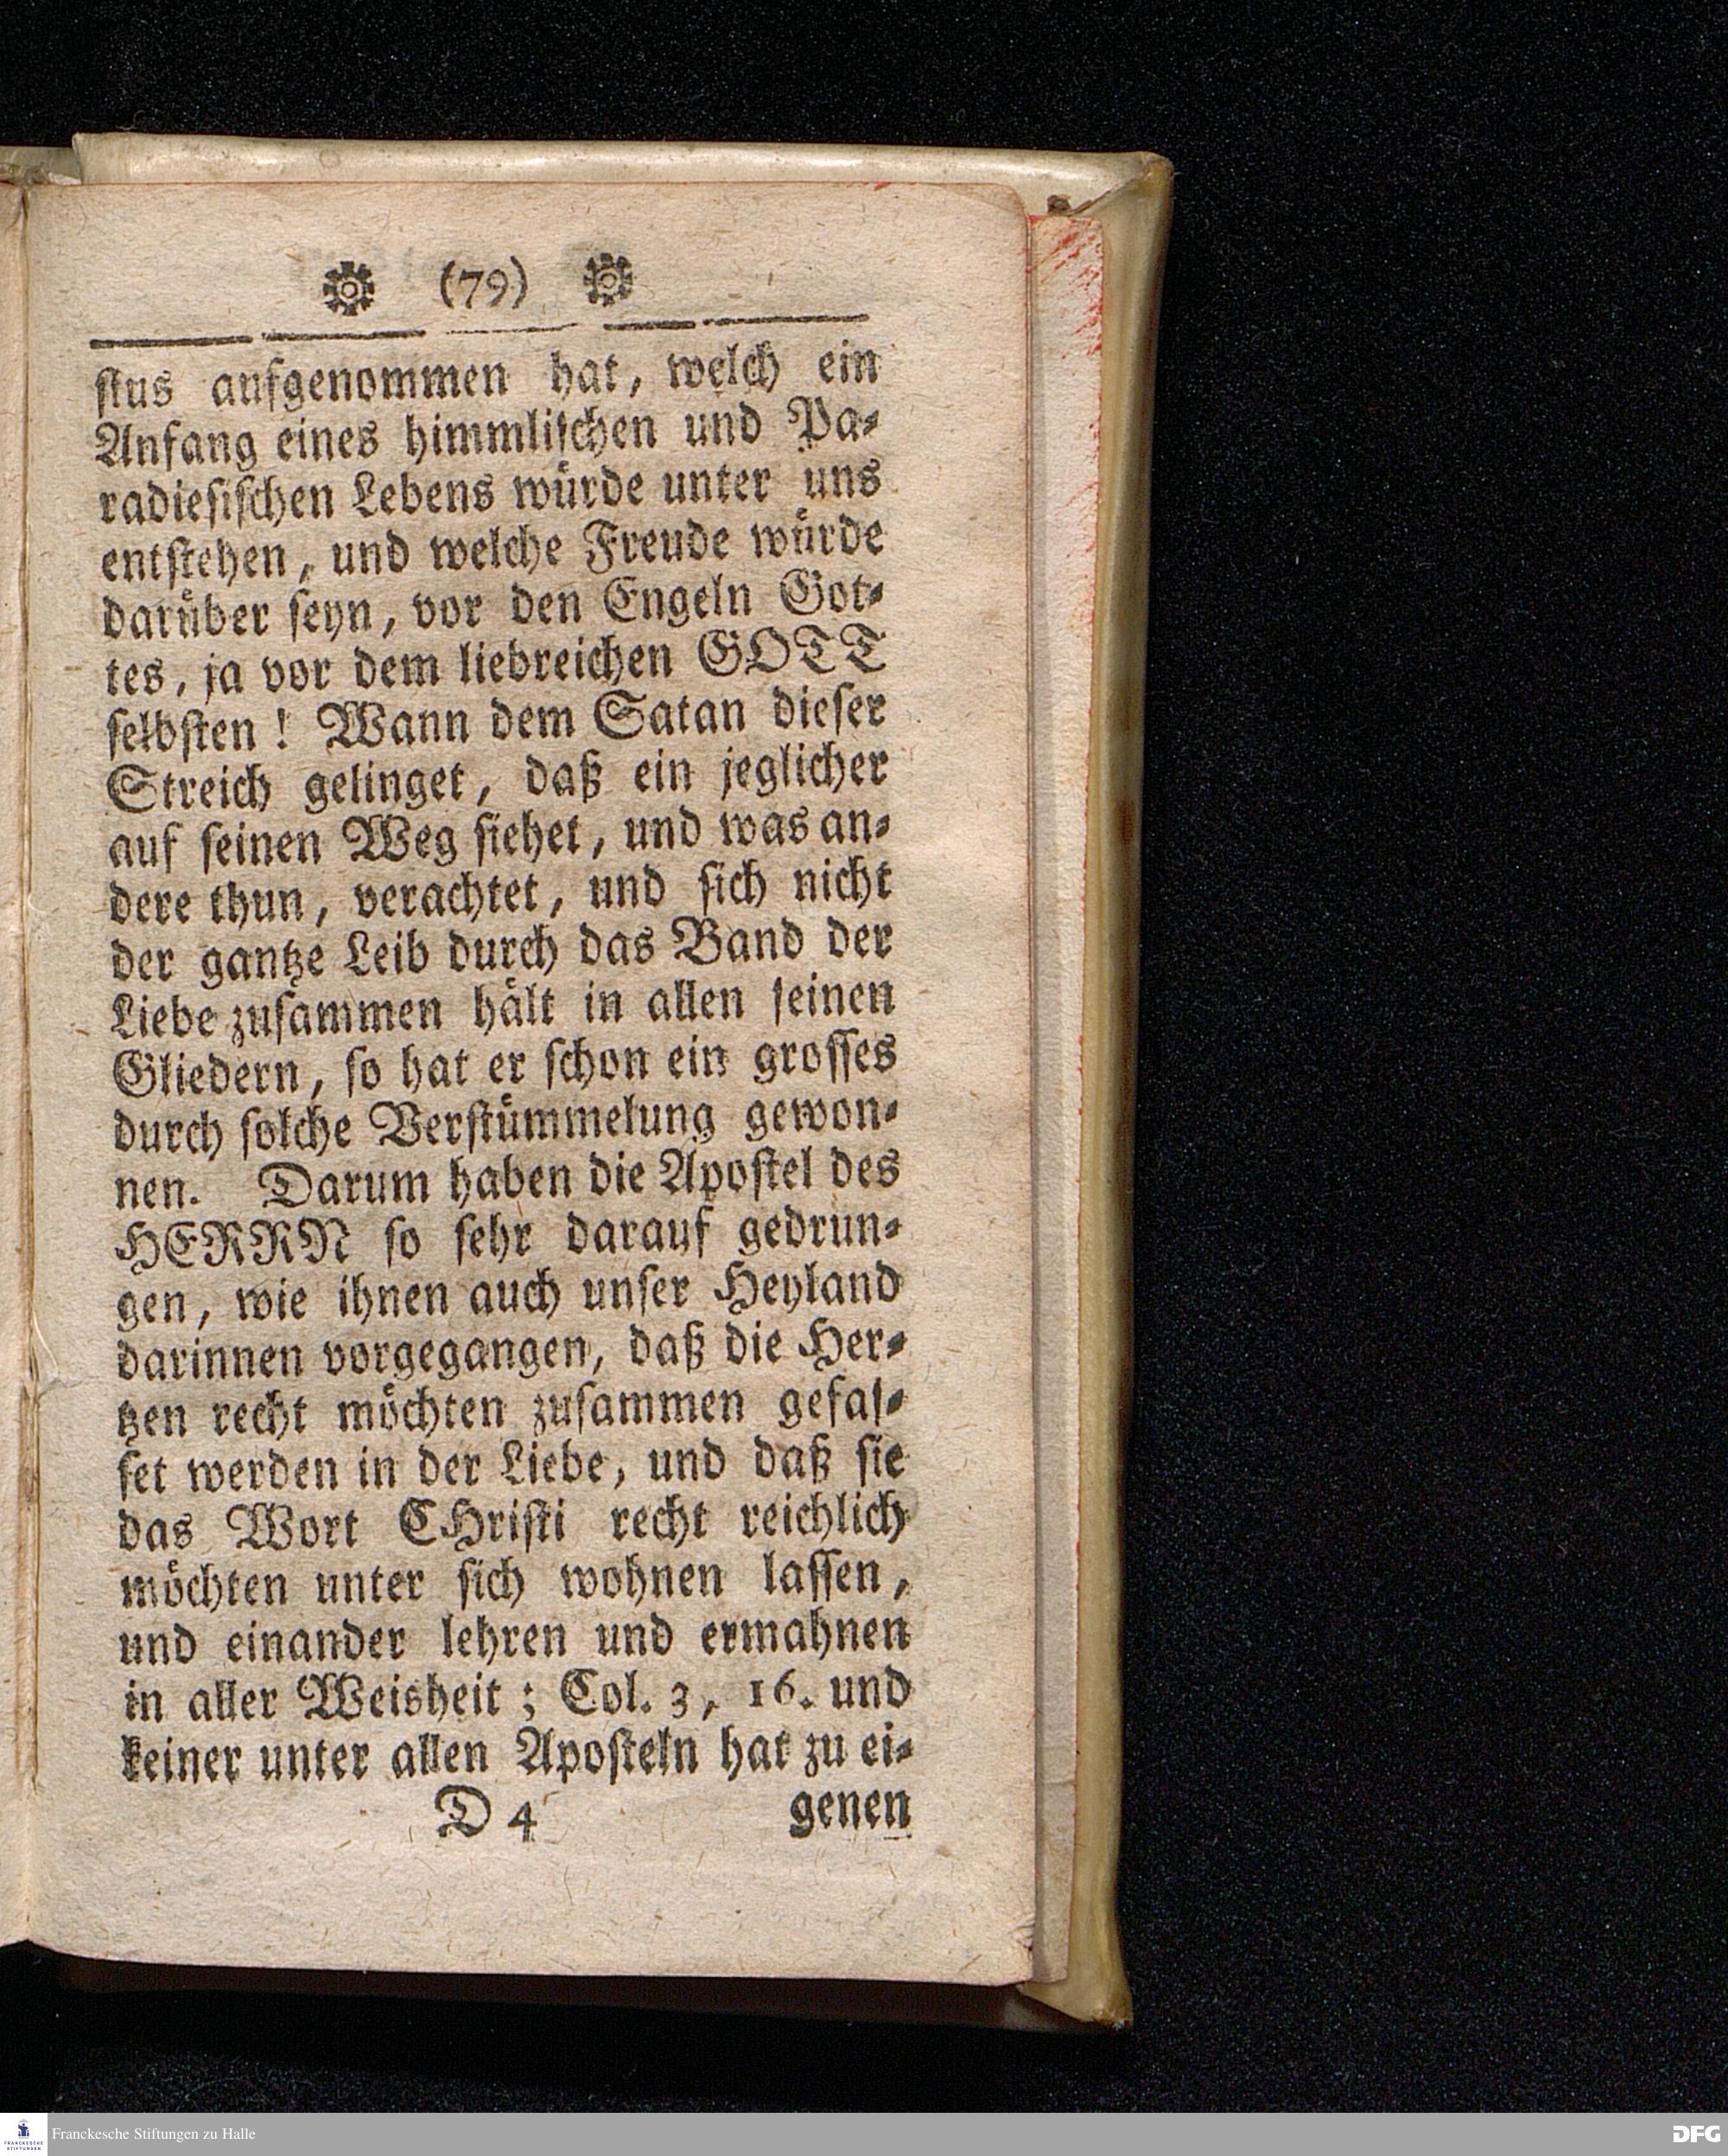 (79)
ſtus aufgenommen hat, welch ein
Anfang eines himmliſchen und Pa⸗
radieſiſchen Lebens würde unter uns
entſtehen, und welche Freude würde
darüber ſeyn, vor den Engeln Got⸗
tes, ja vor dem liebreichen GOTT
ſelbſten! Wann dem Satan dieſer
Streich gelinget, daß ein jeglicher
auf ſeinen Weg ſiehet, und was an⸗
dere thun, verachtet, und ſich nicht
der gantze Leib durch das Band der
Liebe zuſammen hält in allen ſeinen
Gliedern, ſo hat er ſchon ein groſſes
durch ſolche Verſtümmelung gewon⸗
nen. Darum haben die Apoſtel des
HERRN ſo ſehr darauf gedrun⸗
gen, wie ihnen auch unſer Heyland
darinnen vorgegangen, daß die Her⸗
tzen recht möchten zuſammen gefaſ⸗
ſet werden in der Liebe, und daß ſie
das Wort CHriſti recht reichlich
möchten unter ſich wohnen laſſen,
und einander lehren und ermahnen
in aller Weisheit; Col. 3, 16. und
keiner unter allen Apoſteln hat zu ei⸗
D 4 genen
FRANCKESCHE STIFTUNGEN
Franckesche Stiftungen zu Halle
DFG